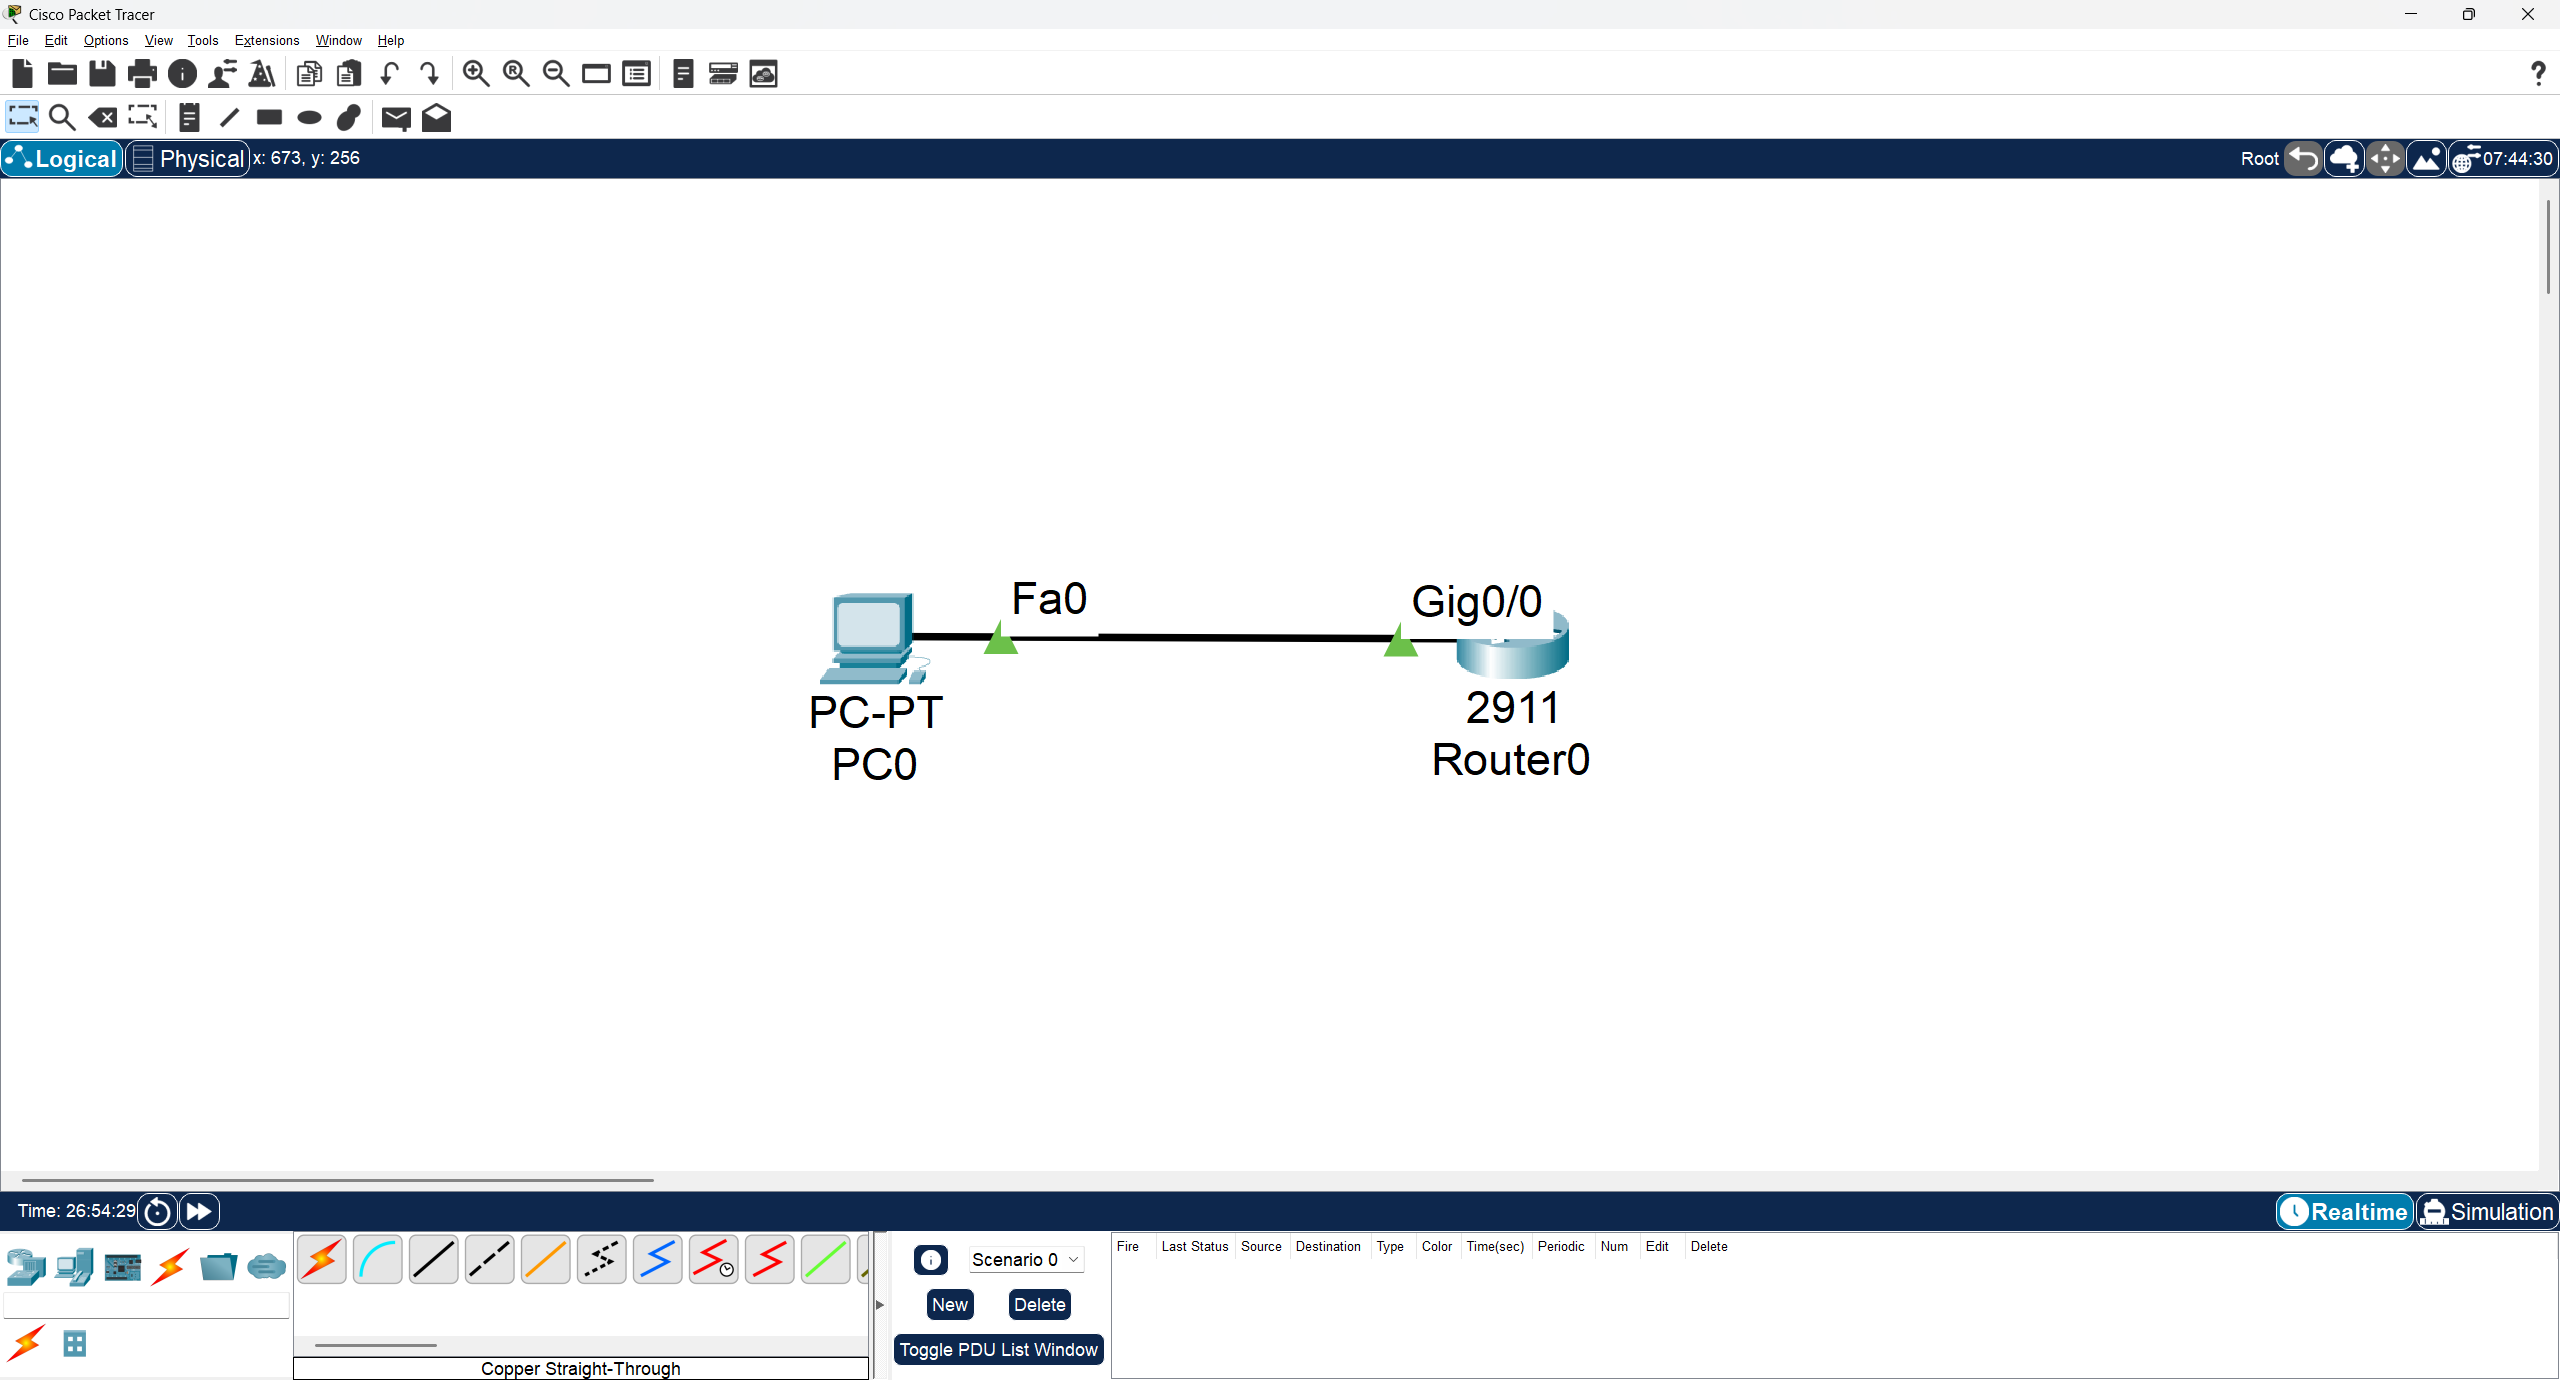 Cisco Packet Tracer
File Edit Options View Tools Extensions Window Help
Logical Physical x: 673, y: 256 Root 07:44:30
Fa0 Gig0/0
PC-PT 2911
PC0 Router0
Time: 26:54:29 Realtime Simulation
Scenario 0 Fire Last Status Source Destination Type Color Time(sec) Periodic Num Edit Delete
New Delete
Toggle PDU List Window
Copper Straight-Through